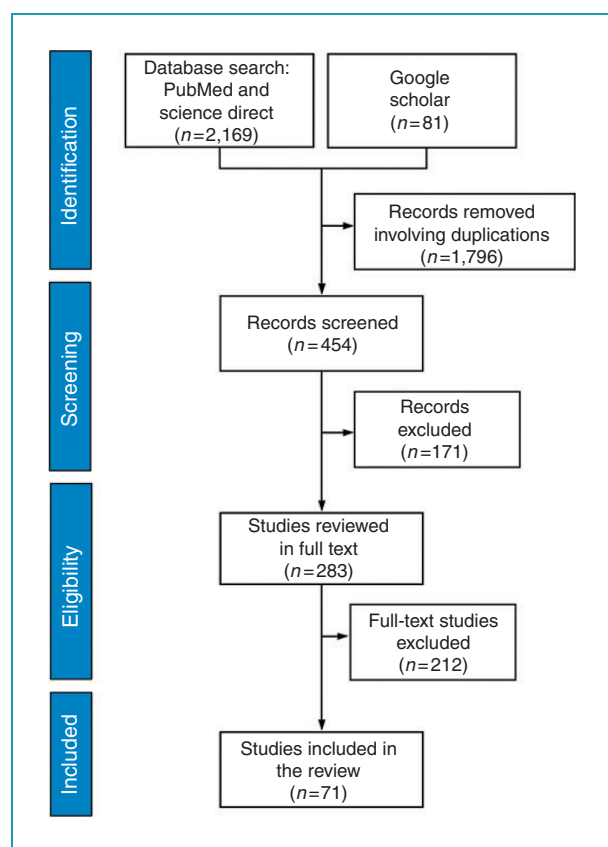 Identification
Database search:
PubMed and
science direct
(n=2,169)
Google
scholar
(n=81)
Records removed
involving duplications
(n=1,796)
Screening
Records screened
(n=454)
Records
excluded
(n=171)
Eligibility
Studies reviewed
in full text
(n=283)
Full-text studies
excluded
(n=212)
Included
Studies included in
the review
(n=71)